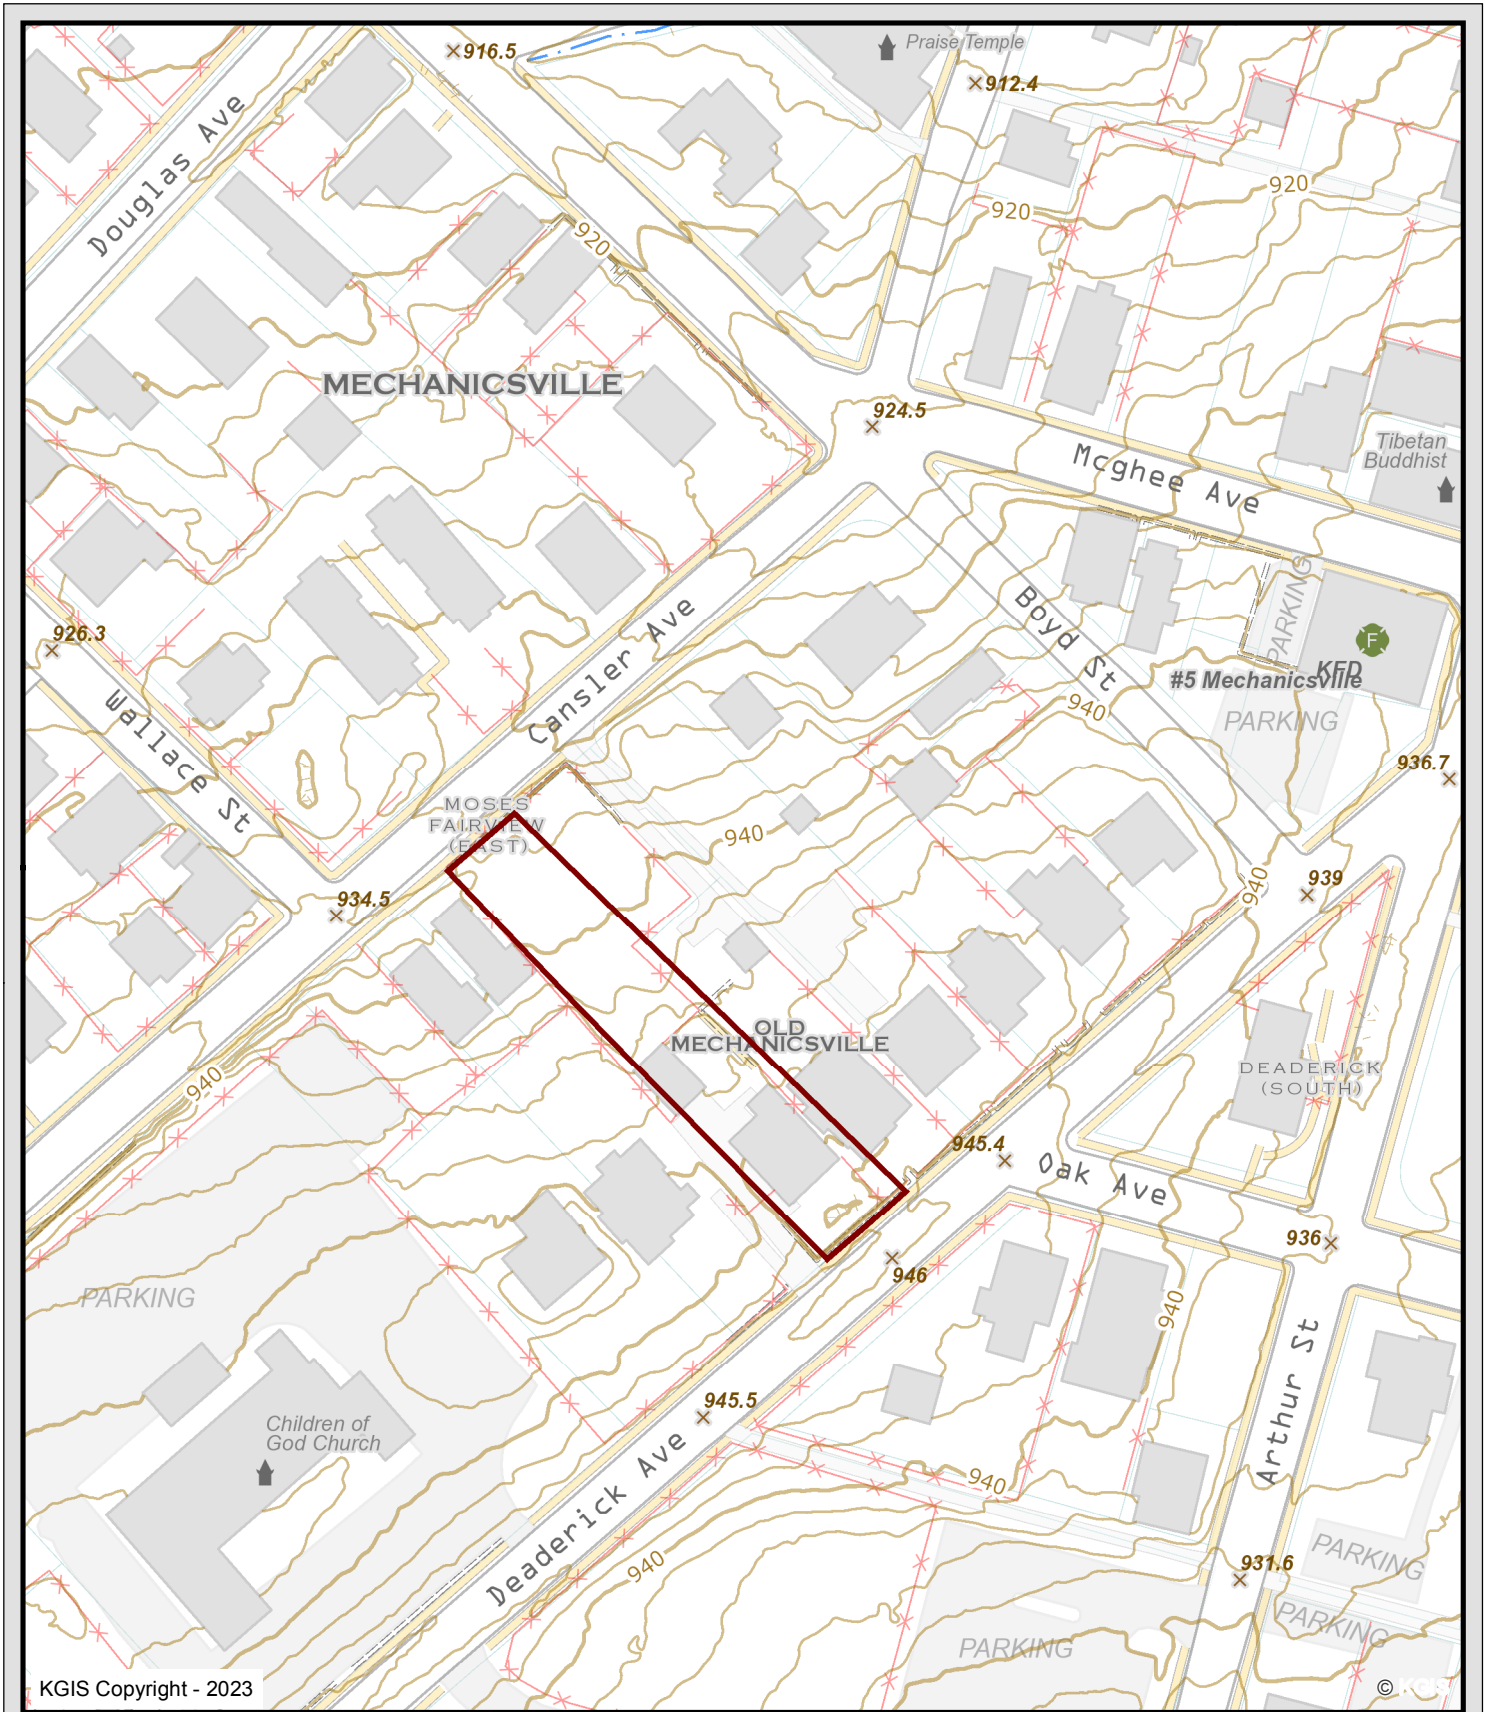 916.5
Praise Temple
912.4
Douglas Ave
920
920
920
MECHANICSVILLE
924.5
Mcghee Ave
Tibetan
Buddhist
926.3
Cansler Ave
Boyd St
PARKING
F
KFD
#5 Mechanicsville
940
PARKING
Wallace St
936.7
MOSES
FAIRVIEW
(EAST)
940
934.5
940
939
OLD
MECHANICSVILLE
940
DEADERICK
(SOUTH)
945.4
Oak Ave
936
946
PARKING
940
Arthur St
945.5
Children of
God Church
Deaderick Ave
940
940
931.6
PARKING
PARKING
PARKING
KGIS Copyright - 2023
© KGIS